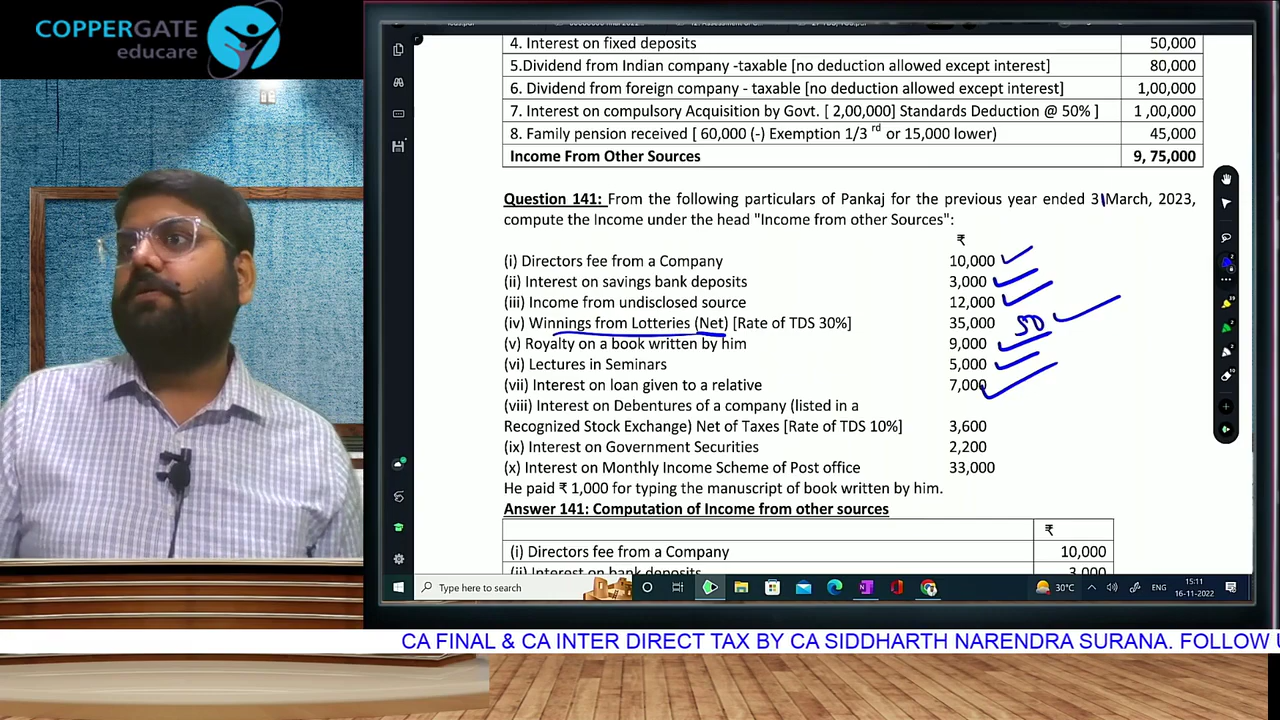 COPPERGATE
educare
4. Interest on fixed deposits 50,000
5.Dividend from Indian company -taxable [no deduction allowed except interest] 80,000
6. Dividend from foreign company - taxable [no deduction allowed except interest] 1,00,000
7. Interest on compulsory Acquisition by Govt. [ 2,00,000] Standards Deduction @ 50% ] 1 ,00,000
8. Family pension received [ 60,000 (-) Exemption 1/3 rd or 15,000 lower) 45,000
Income From Other Sources 9, 75,000
Question 141: From the following particulars of Pankaj for the previous year ended 31 March, 2023,
compute the Income under the head "Income from other Sources":
₹
(i) Directors fee from a Company 10,000
(ii) Interest on savings bank deposits 3,000
(iii) Income from undisclosed source 12,000
(iv) Winnings from Lotteries (Net) [Rate of TDS 30%] 35,000 50
(v) Royalty on a book written by him 9,000
(vi) Lectures in Seminars 5,000
(vii) Interest on loan given to a relative 7,000
(viii) Interest on Debentures of a company (listed in a
Recognized Stock Exchange) Net of Taxes [Rate of TDS 10%] 3,600
(ix) Interest on Government Securities 2,200
(x) Interest on Monthly Income Scheme of Post office 33,000
He paid ₹ 1,000 for typing the manuscript of book written by him.
Answer 141: Computation of Income from other sources
₹
(i) Directors fee from a Company 10,000
(ii) Interest on bank deposits 3,000
Type here to search
30°C ENG 15:11
16-11-2022
CA FINAL & CA INTER DIRECT TAX BY CA SIDDHARTH NARENDRA SURANA. FOLLOW